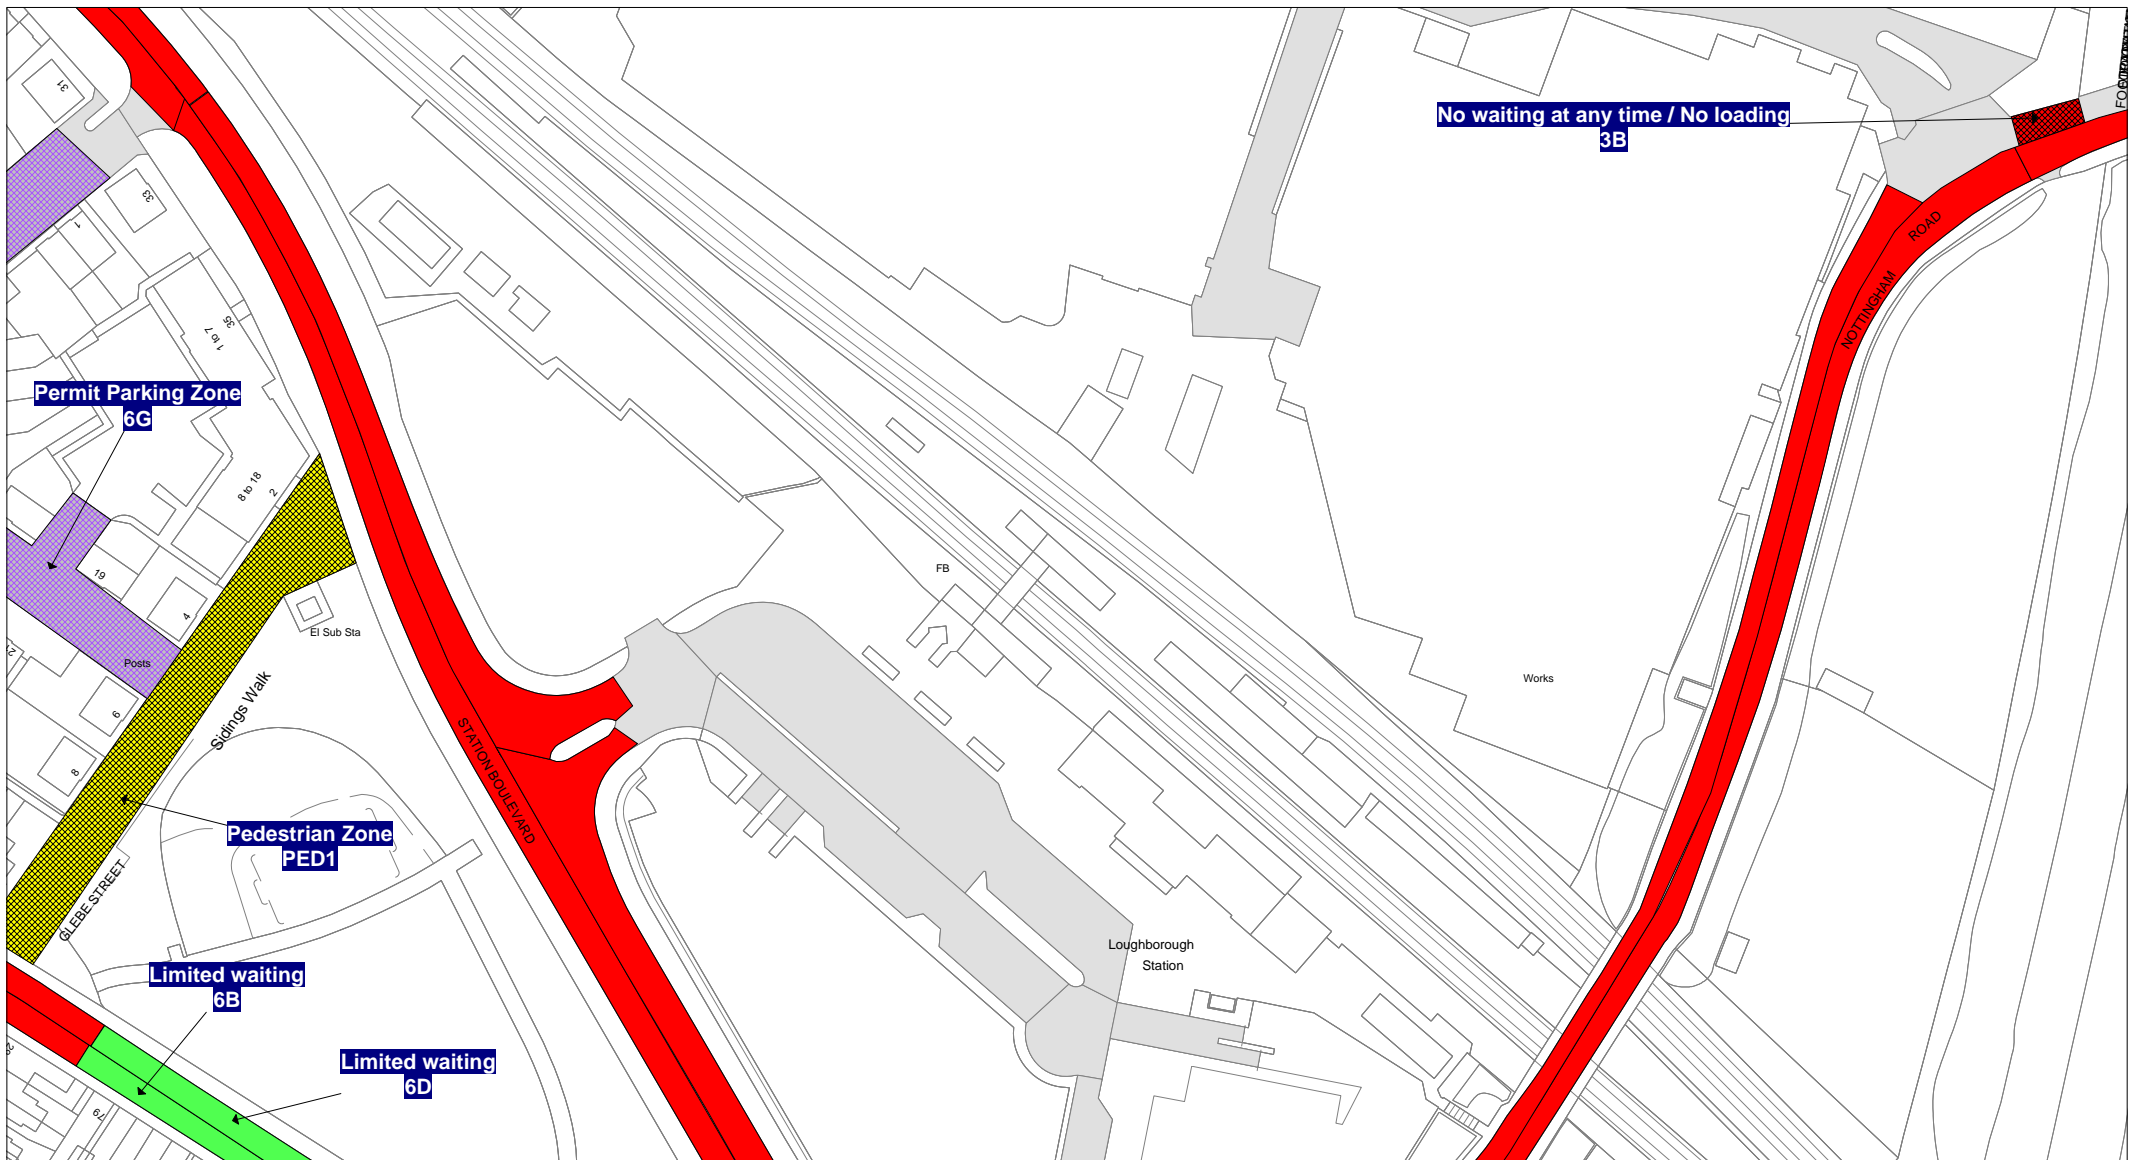 31
33
1
35
1 to 7
No waiting at any time / No loading
3B
ROAD
NOTTINGHAM
Permit Parking Zone
6G
8 to 18
2
19
4
El Sub Sta
Posts
FB
Works
6
Sidings Walk
8
STATION BOULEVARD
Pedestrian Zone
PED1
GLEBE STREET
Loughborough
Station
Limited waiting
6B
Limited waiting
6D
79